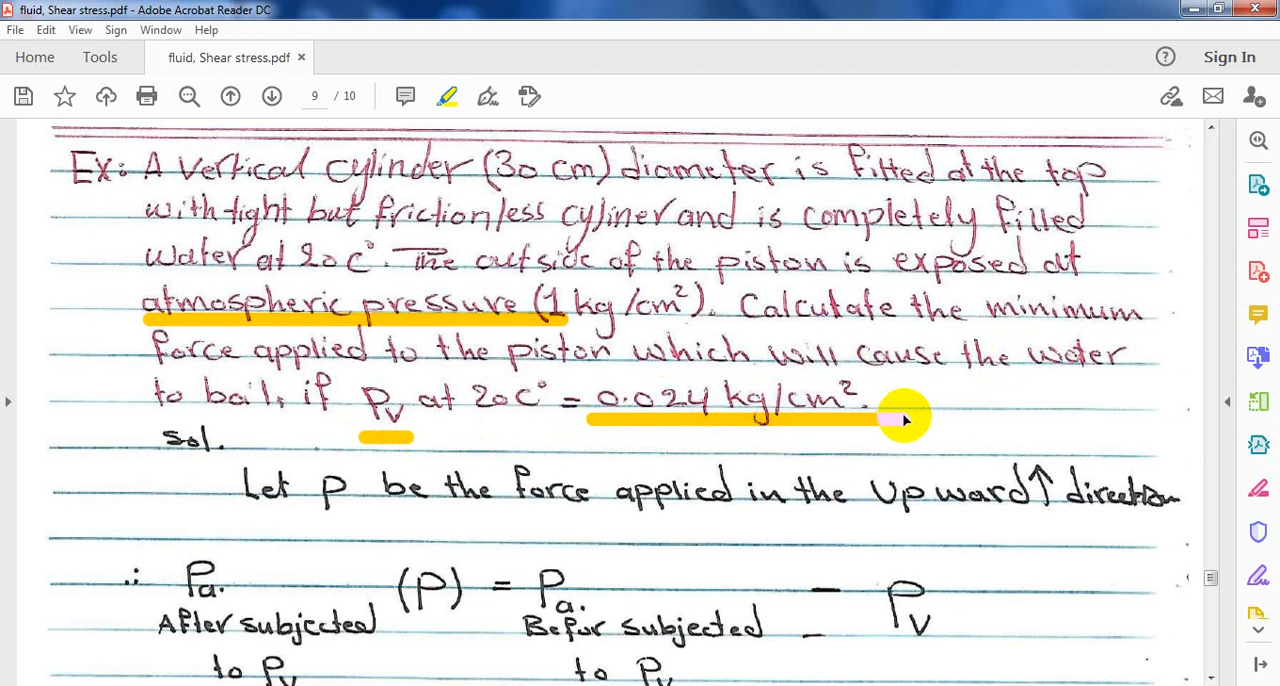 fluid, Shear stress.pdf - Adobe Acrobat Reader DC
File Edit View Sign Window Help
Home Tools fluid, Shear stress.pdf × Sign In
9 / 10
Ex: A vertical cylinder (30 cm) diameter is fitted at the top
with tight but frictionless cyliner and is completely filled
water at 20 C°. The outside of the piston is exposed at
atmospheric pressure (1 kg/cm²). Calculate the minimum
force applied to the piston which will cause the water
to boil, if Pv at 20C° = 0.024 kg/cm².
Sol.
Let P be the force applied in the upward ↑ direction
∴ Pa. (P) = Pa. - Pv
After subjected Befor subjected -
to Pv to Pv